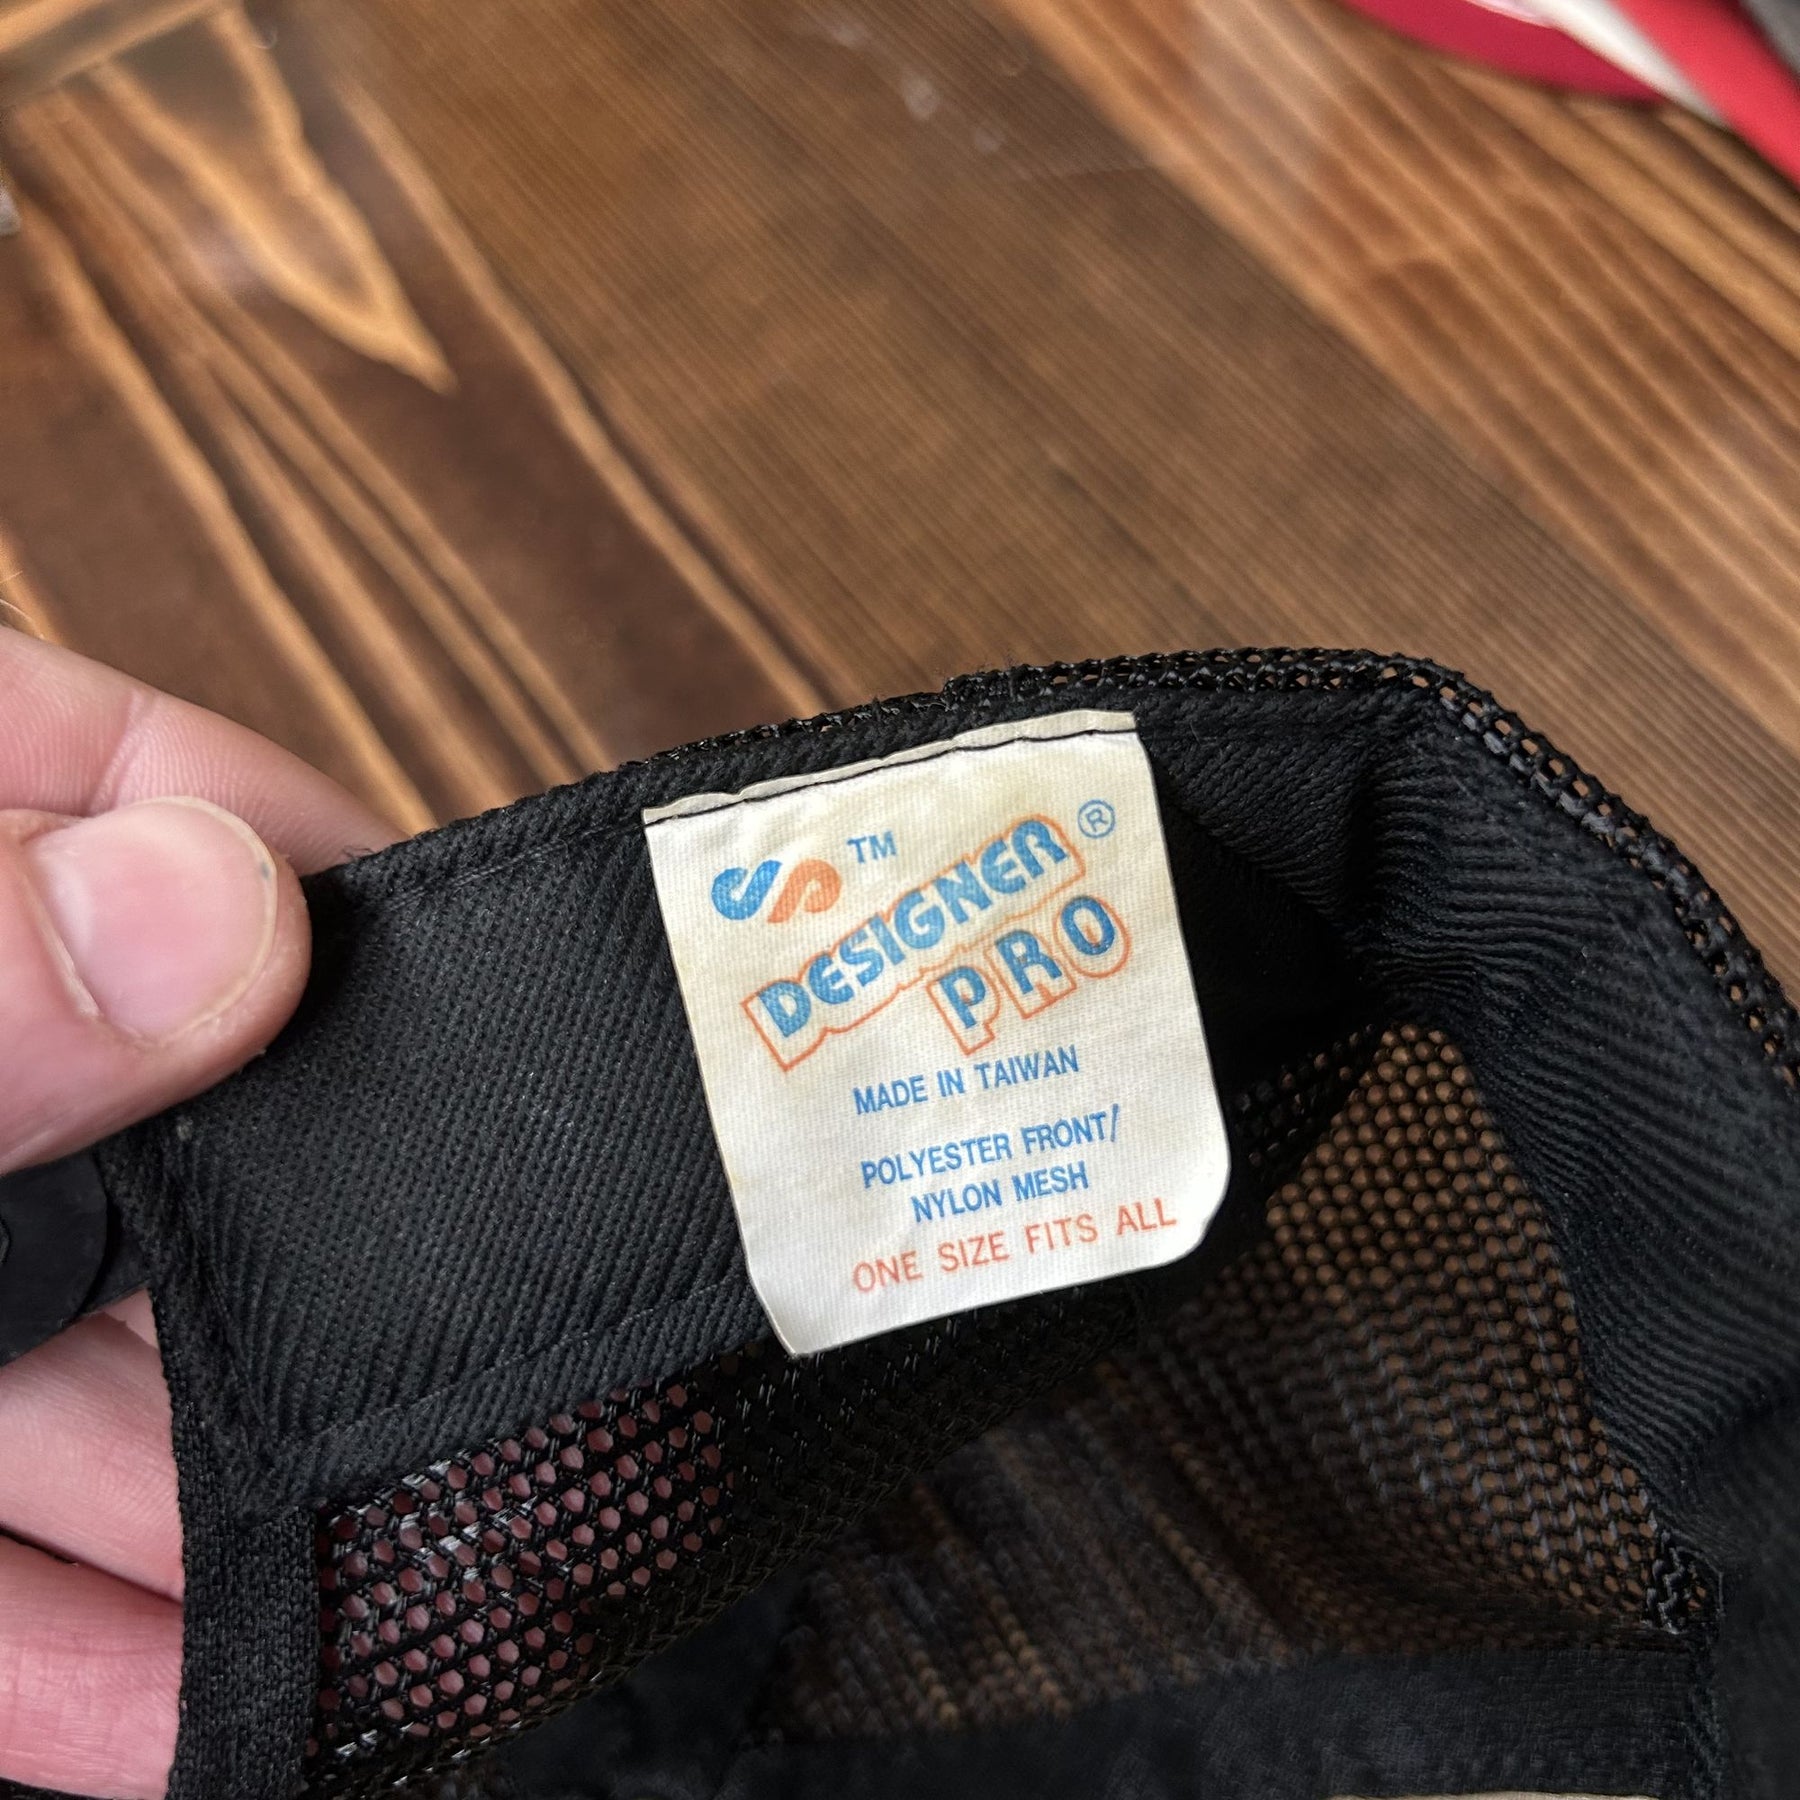 TM
DESIGNER ®
PRO
MADE IN TAIWAN
POLYESTER FRONT/
NYLON MESH
ONE SIZE FITS ALL